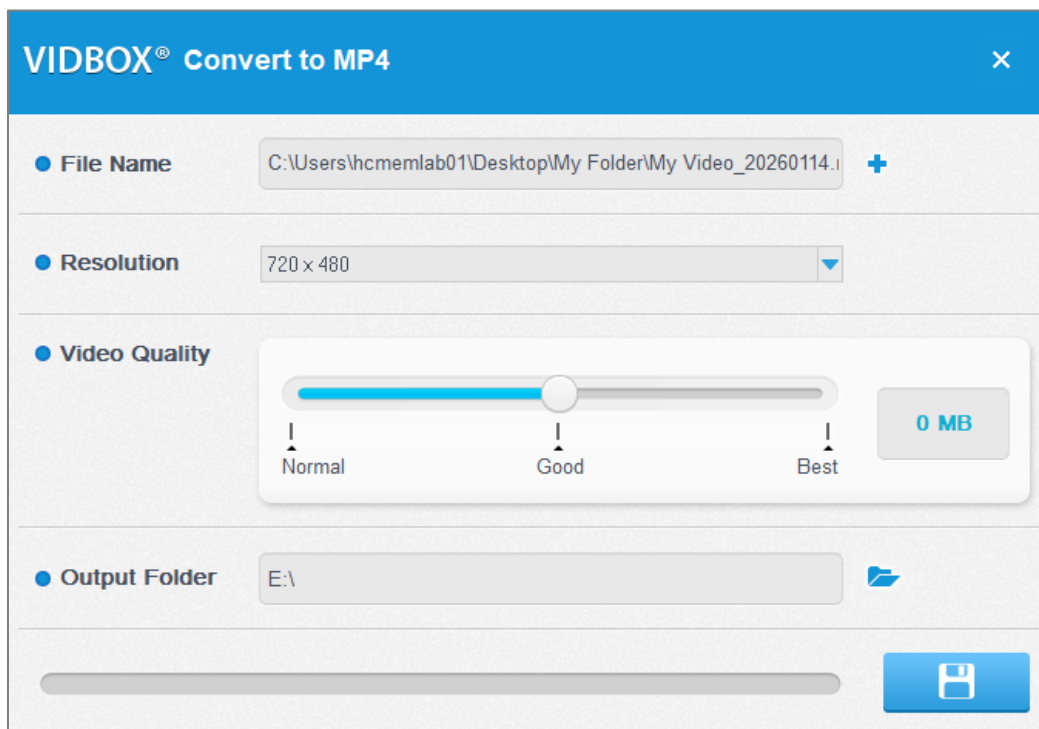 VIDBOX® Convert to MP4
File Name
C:\Users\hcmemlab01\Desktop\My Folder\My Video_20260114.
Resolution
720 x 480
Video Quality
Normal
Good
Best
0 MB
Output Folder
E:\